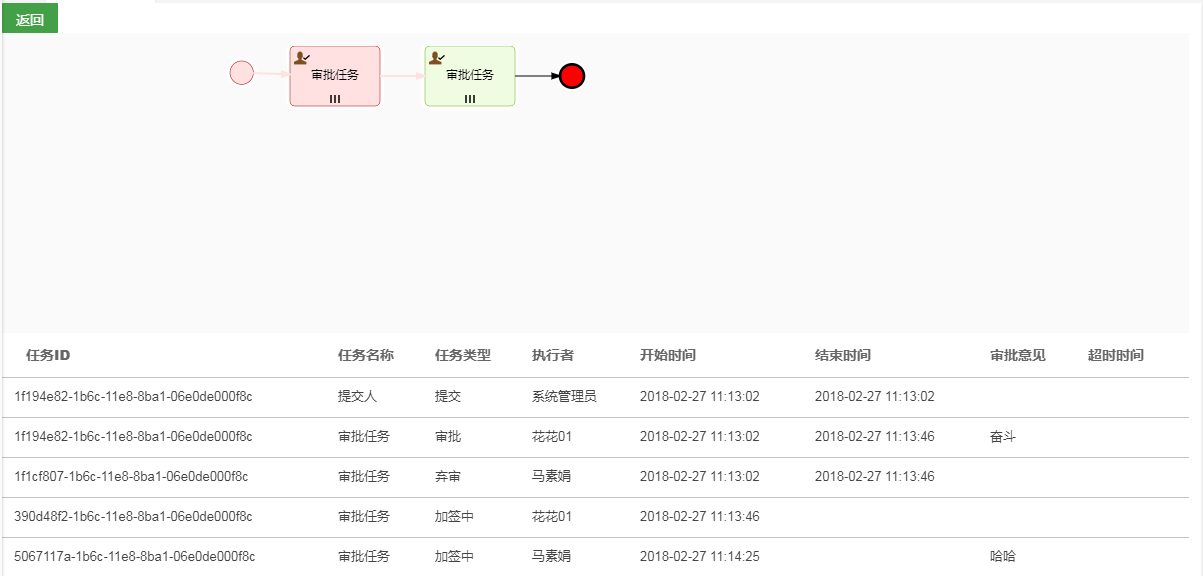 返回
审批任务 审批任务
任务ID 任务名称 任务类型 执行者 开始时间 结束时间 审批意见 超时时间
1f194e82-1b6c-11e8-8ba1-06e0de000f8c 提交人 提交 系统管理员 2018-02-27 11:13:02 2018-02-27 11:13:02
1f194e82-1b6c-11e8-8ba1-06e0de000f8c 审批任务 审批 花花01 2018-02-27 11:13:02 2018-02-27 11:13:46 奋斗
1f1cf807-1b6c-11e8-8ba1-06e0de000f8c 审批任务 弃审 马素娟 2018-02-27 11:13:02 2018-02-27 11:13:46
390d48f2-1b6c-11e8-8ba1-06e0de000f8c 审批任务 加签中 花花01 2018-02-27 11:13:46
5067117a-1b6c-11e8-8ba1-06e0de000f8c 审批任务 加签中 马素娟 2018-02-27 11:14:25 哈哈